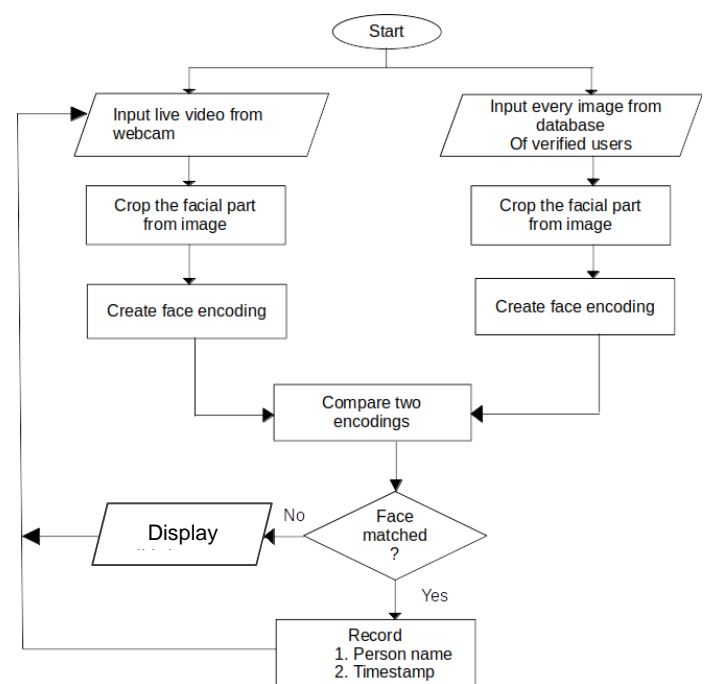 Start
Input live video from
webcam
Input every image from
database
Of verified users
Crop the facial part
from image
Crop the facial part
from image
Create face encoding
Create face encoding
Compare two
encodings
Face
matched
?
No
Display
Yes
Record
1. Person name
2. Timestamp